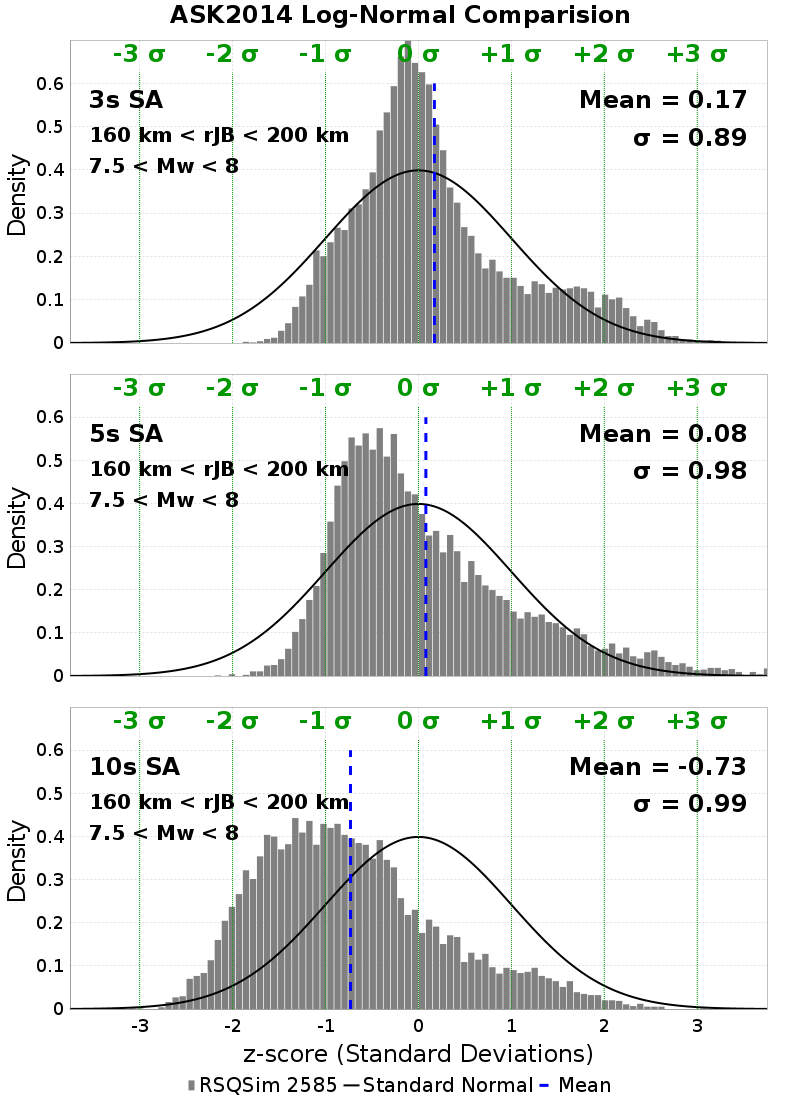 ASK2014 Log-Normal Comparision
-3 σ -2 σ -1 σ 0 σ +1 σ +2 σ +3 σ
3s SA
160 km < rJB < 200 km
7.5 < Mw < 8
Mean = 0.17
σ = 0.89
Density
0.6
0.5
0.4
0.3
0.2
0.1
0
-3 σ -2 σ -1 σ 0 σ +1 σ +2 σ +3 σ
5s SA
160 km < rJB < 200 km
7.5 < Mw < 8
Mean = 0.08
σ = 0.98
Density
0.6
0.5
0.4
0.3
0.2
0.1
0
-3 σ -2 σ -1 σ 0 σ +1 σ +2 σ +3 σ
10s SA
160 km < rJB < 200 km
7.5 < Mw < 8
Mean = -0.73
σ = 0.99
Density
0.6
0.5
0.4
0.3
0.2
0.1
0
-3 -2 -1 0 1 2 3
z-score (Standard Deviations)
RSQSim 2585 Standard Normal Mean